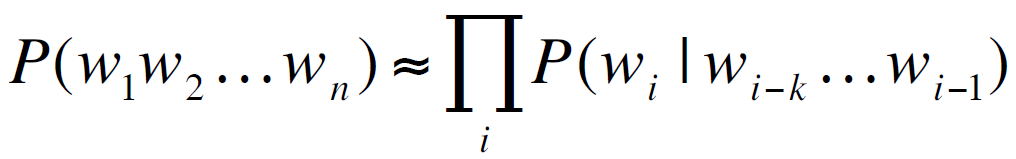 P(w₁w₂…wₙ) ≈ ∏ᵢ P(wᵢ | wᵢ₋ₖ…wᵢ₋₁)